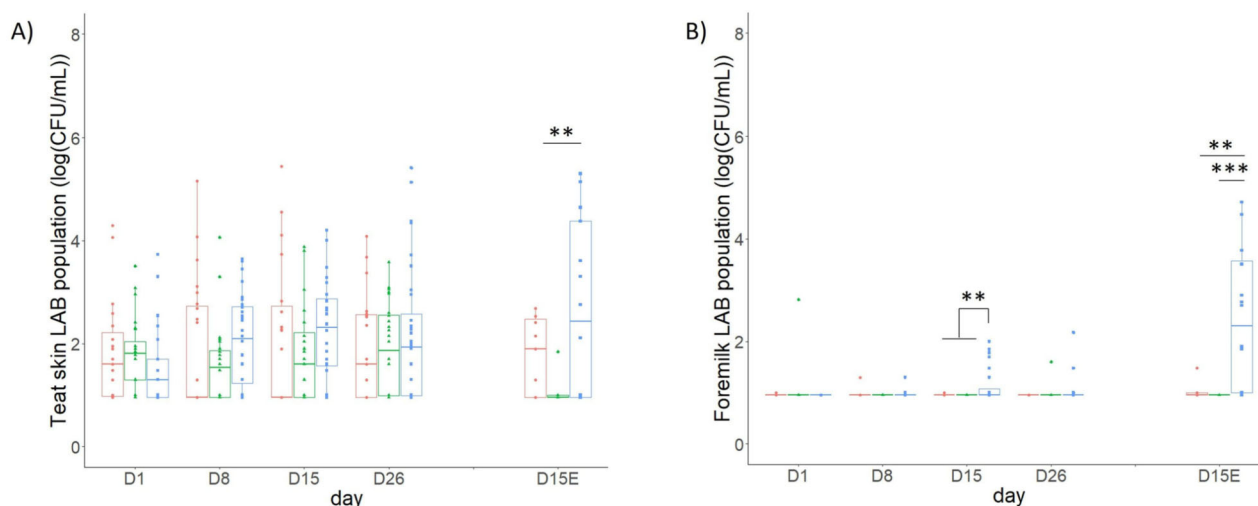 A)
Teat skin LAB population (log(CFU/mL))
8
6
4
2
0
**
D1 D8 D15 D26 D15E
day
B)
Foremilk LAB population (log(CFU/mL))
8
6
4
2
0
**
**
***
D1 D8 D15 D26 D15E
day